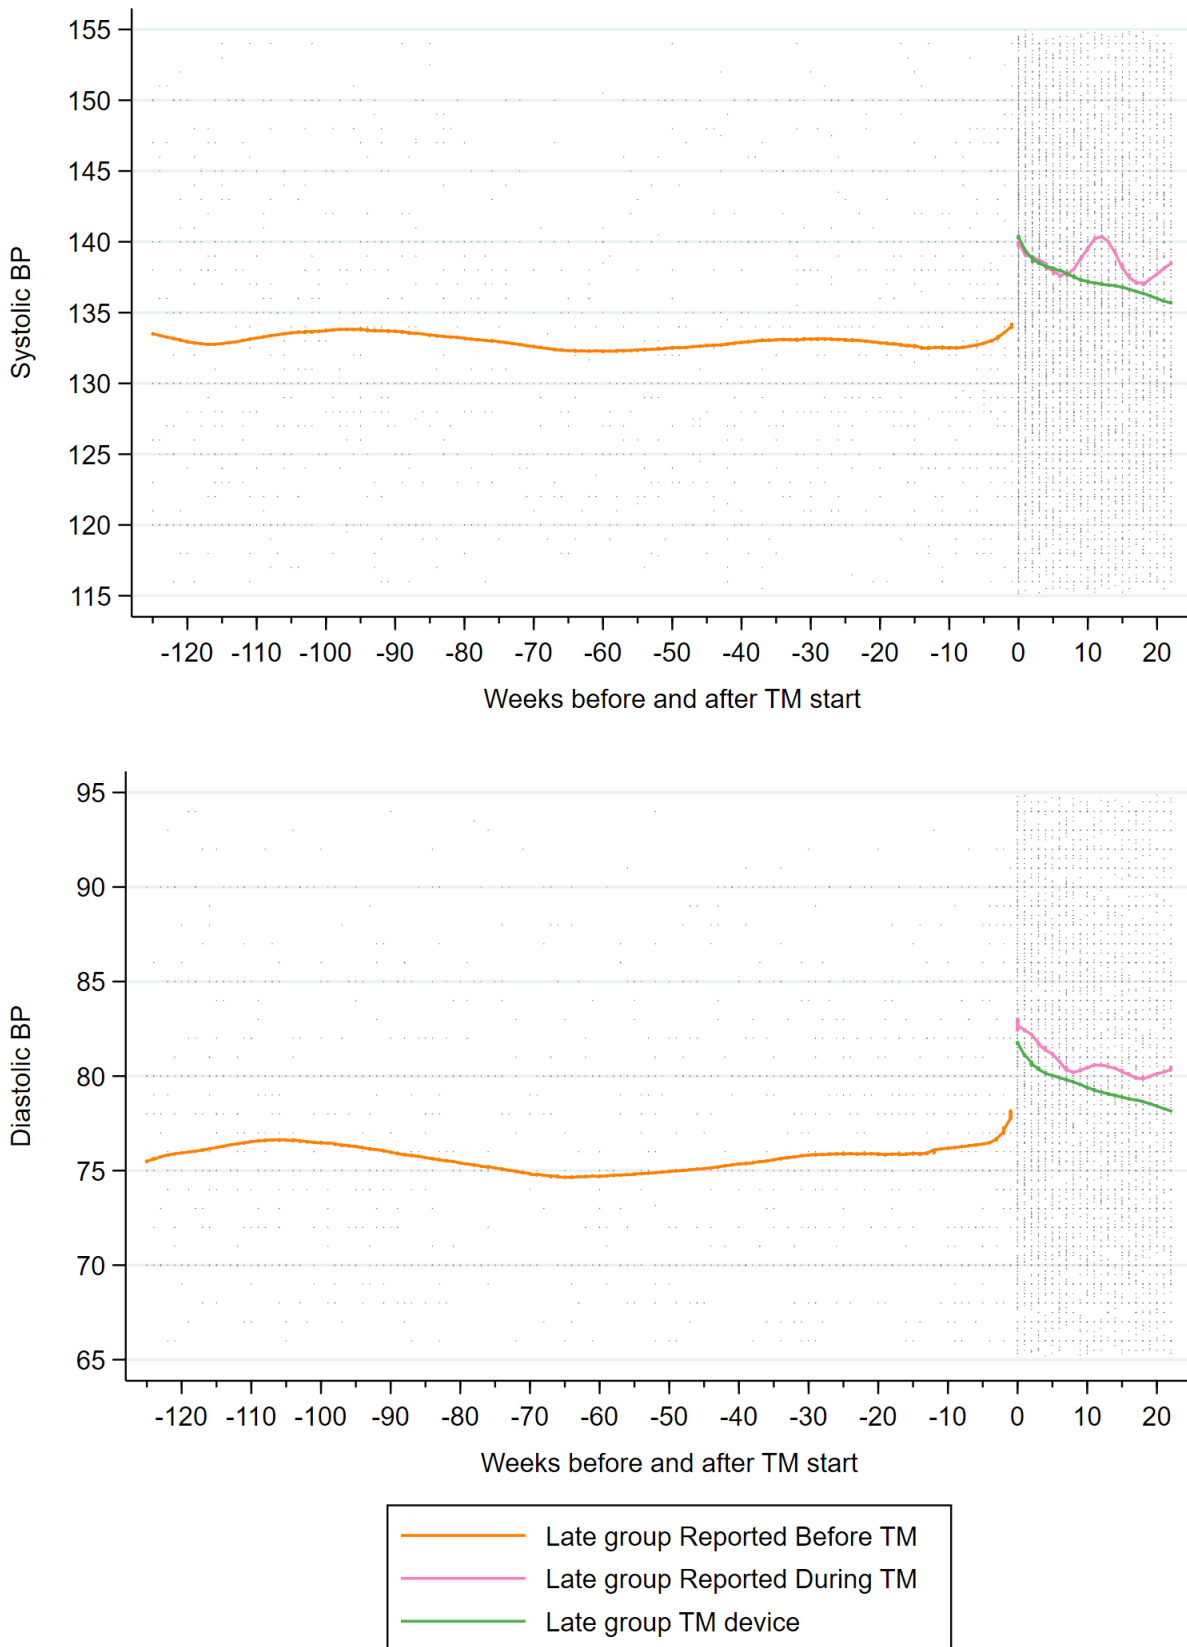 155
150
145
140
135
130
125
120
115
Systolic BP
-120 -110 -100 -90 -80 -70 -60 -50 -40 -30 -20 -10 0 10 20
Weeks before and after TM start
95
90
85
80
75
70
65
Diastolic BP
-120 -110 -100 -90 -80 -70 -60 -50 -40 -30 -20 -10 0 10 20
Weeks before and after TM start
Late group Reported Before TM
Late group Reported During TM
Late group TM device